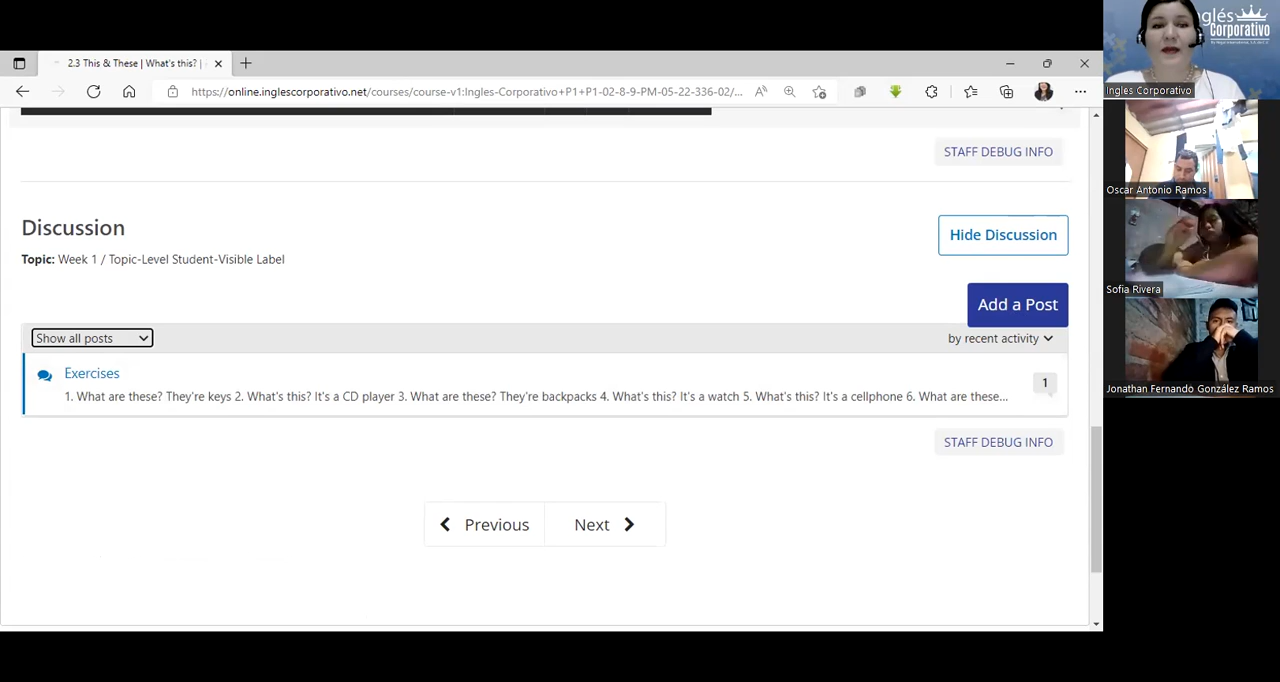 2.3 This & These | What's this? |
https://online.inglescorporativo.net/courses/course-v1:Ingles-Corporativo+P1+P1-02-8-9-PM-05-22-336-02/...
STAFF DEBUG INFO
Discussion
Hide Discussion
Topic: Week 1 / Topic-Level Student-Visible Label
Add a Post
Show all posts
by recent activity
Exercises
1. What are these? They're keys 2. What's this? It's a CD player 3. What are these? They're backpacks 4. What's this? It's a watch 5. What's this? It's a cellphone 6. What are these...
1
STAFF DEBUG INFO
Previous
Next
glés
Corporativo
Ingles Corporativo
Oscar Antonio Ramos
Sofia Rivera
Jonathan Fernando González Ramos